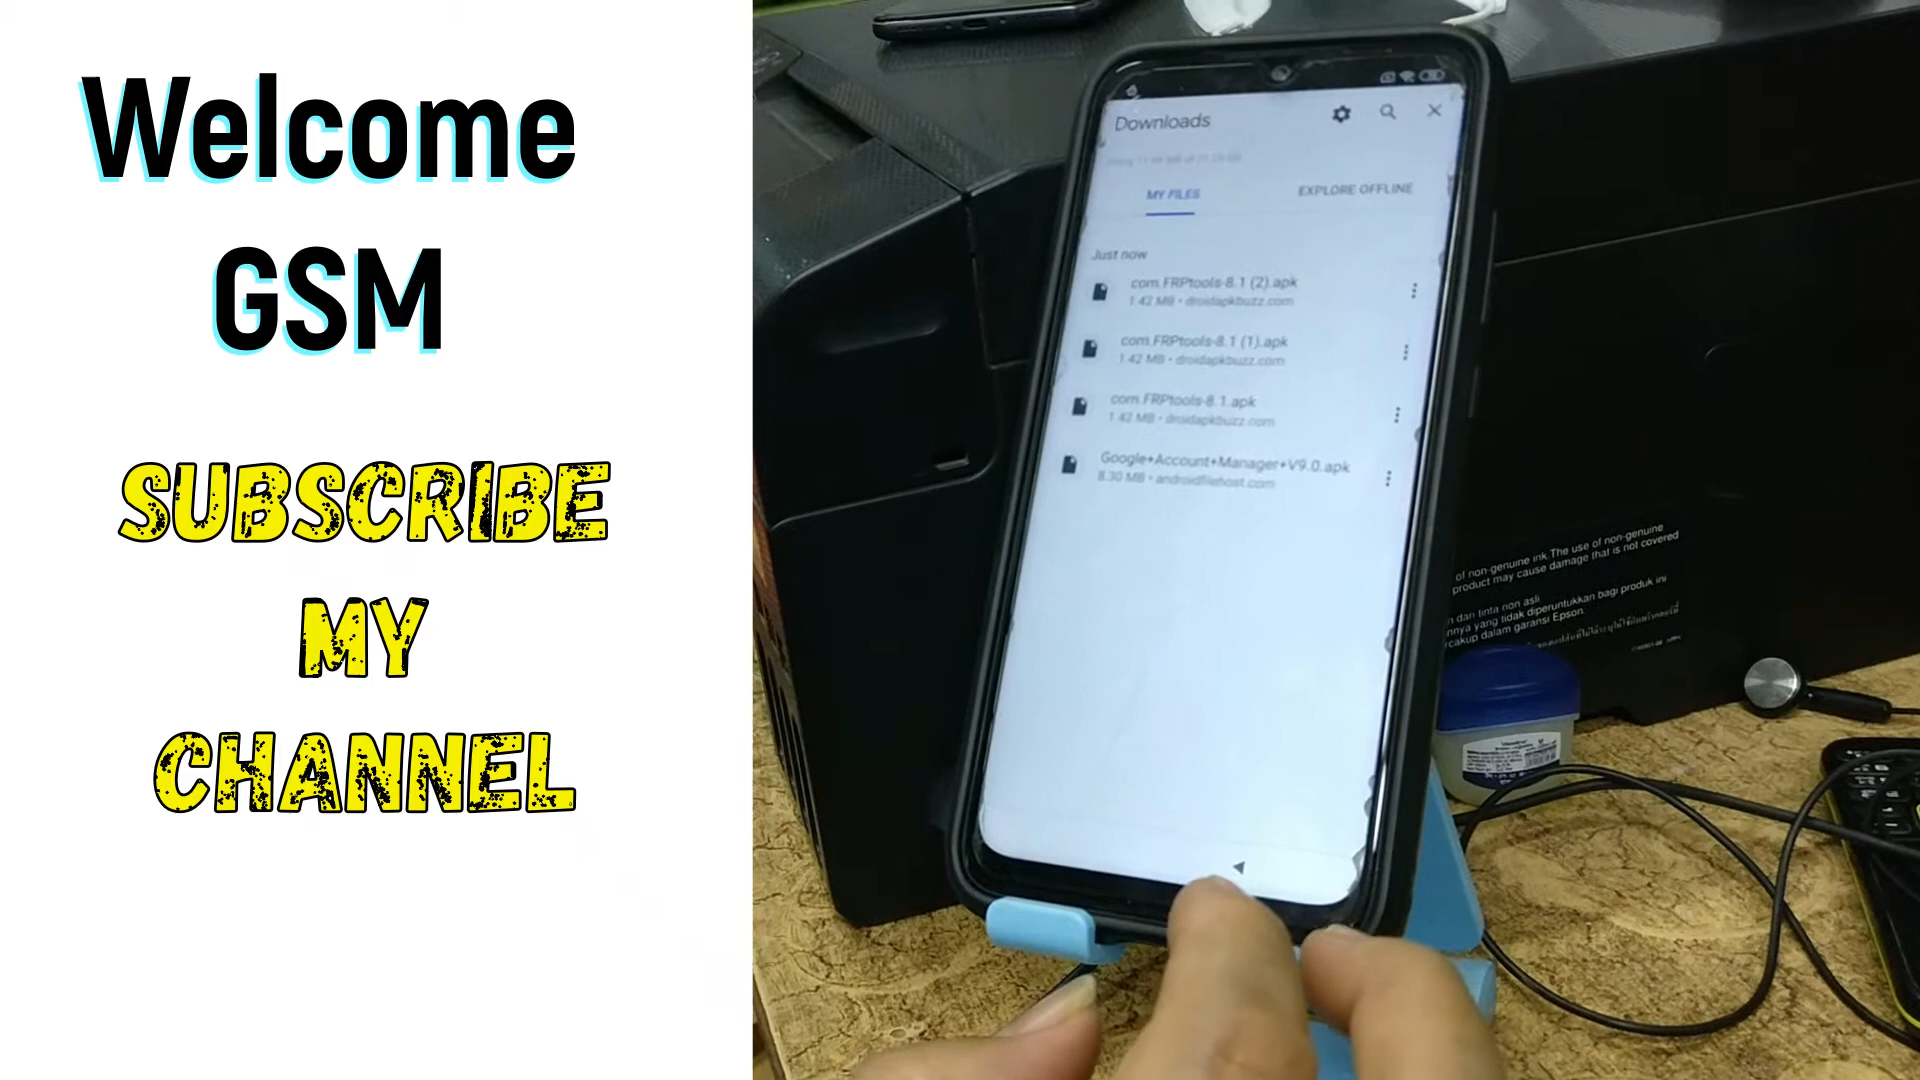 Welcome
GSM
SUBSCRIBE
MY
CHANNEL
Downloads
MY FILES
EXPLORE OFFLINE
Just now
com.FRPtools-8.1 (2).apk
1.42 MB • droidapkbuzz.com
com.FRPtools-8.1 (1).apk
1.42 MB • droidapkbuzz.com
com.FRPtools-8.1.apk
1.42 MB • droidapkbuzz.com
Google+Account+Manager+V9.0.apk
8.30 MB • androidfilehost.com
of non-genuine ink.The use of non-genuine
product may cause damage that is not covered
dan tinta non asli
nnya yang tidak diperuntukkan bagi produk ini
cakup dalam garansi Epson.